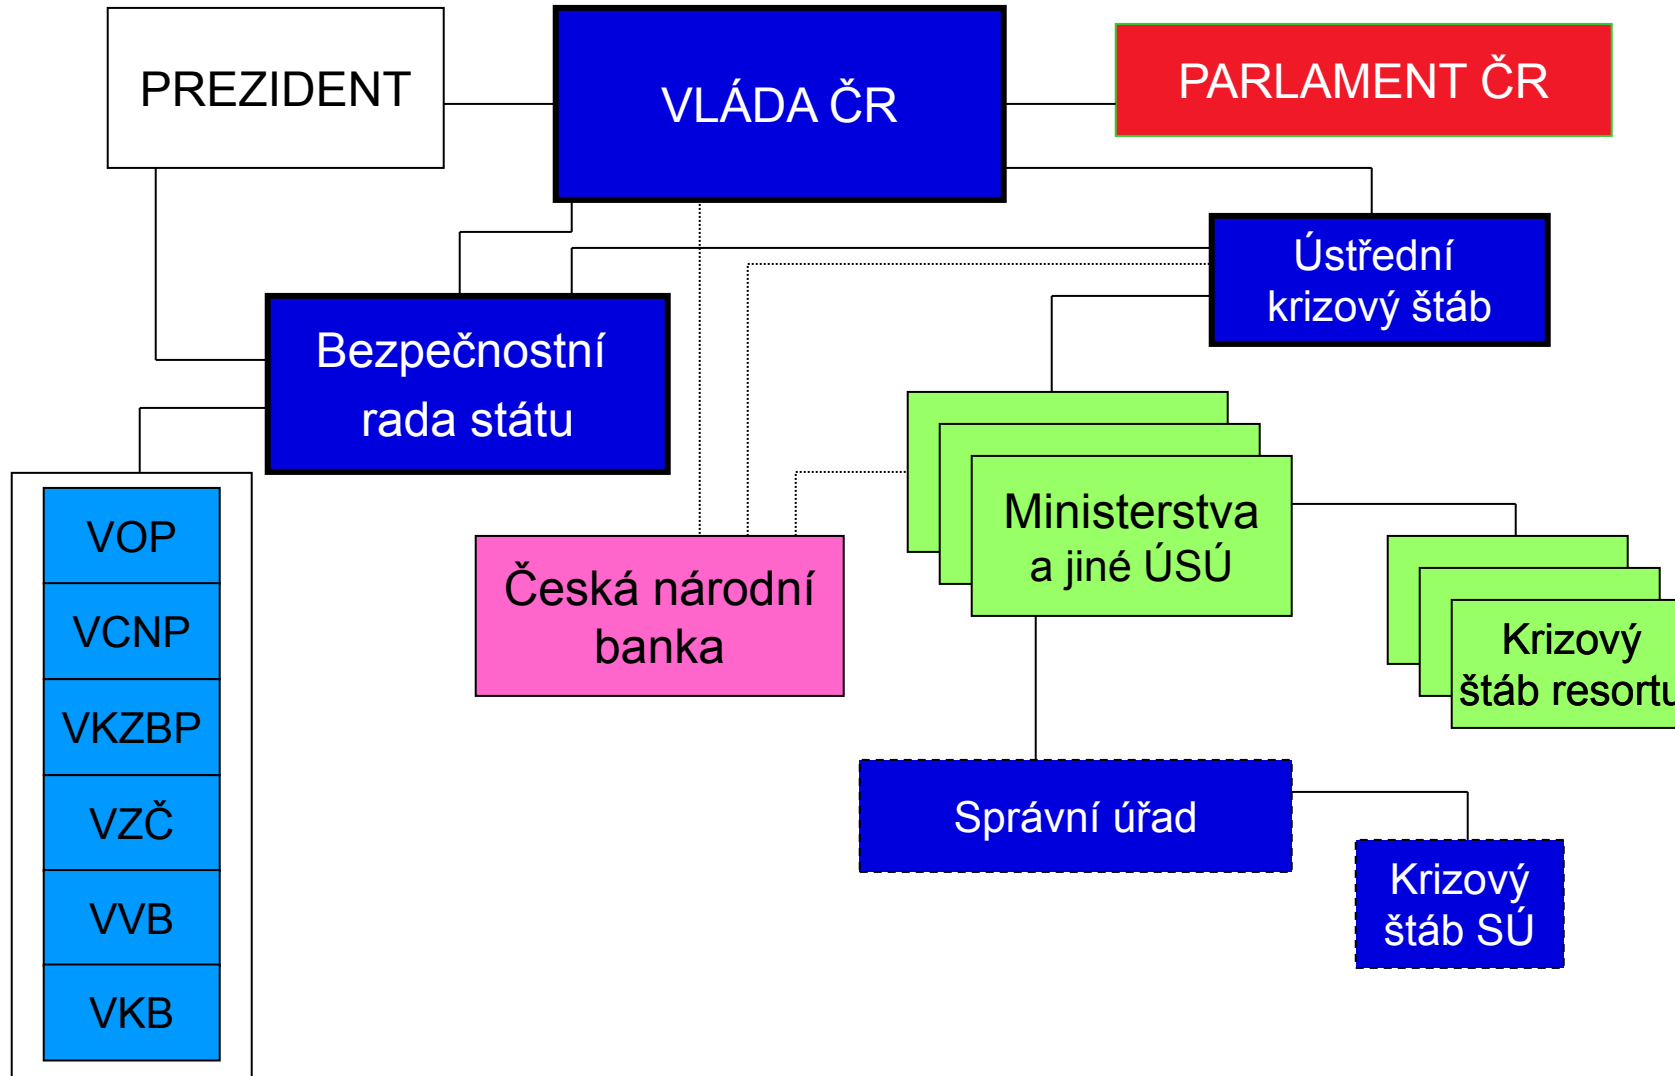 PREZIDENT
VLÁDA ČR
PARLAMENT ČR
Ústřední
krizový štáb
Bezpečnostní
rada státu
VOP
VCNP
VKZBP
VZČ
VVB
VKB
Česká národní
banka
Ministerstva
a jiné ÚSÚ
Krizový
štáb resortu
Správní úřad
Krizový
štáb SÚ